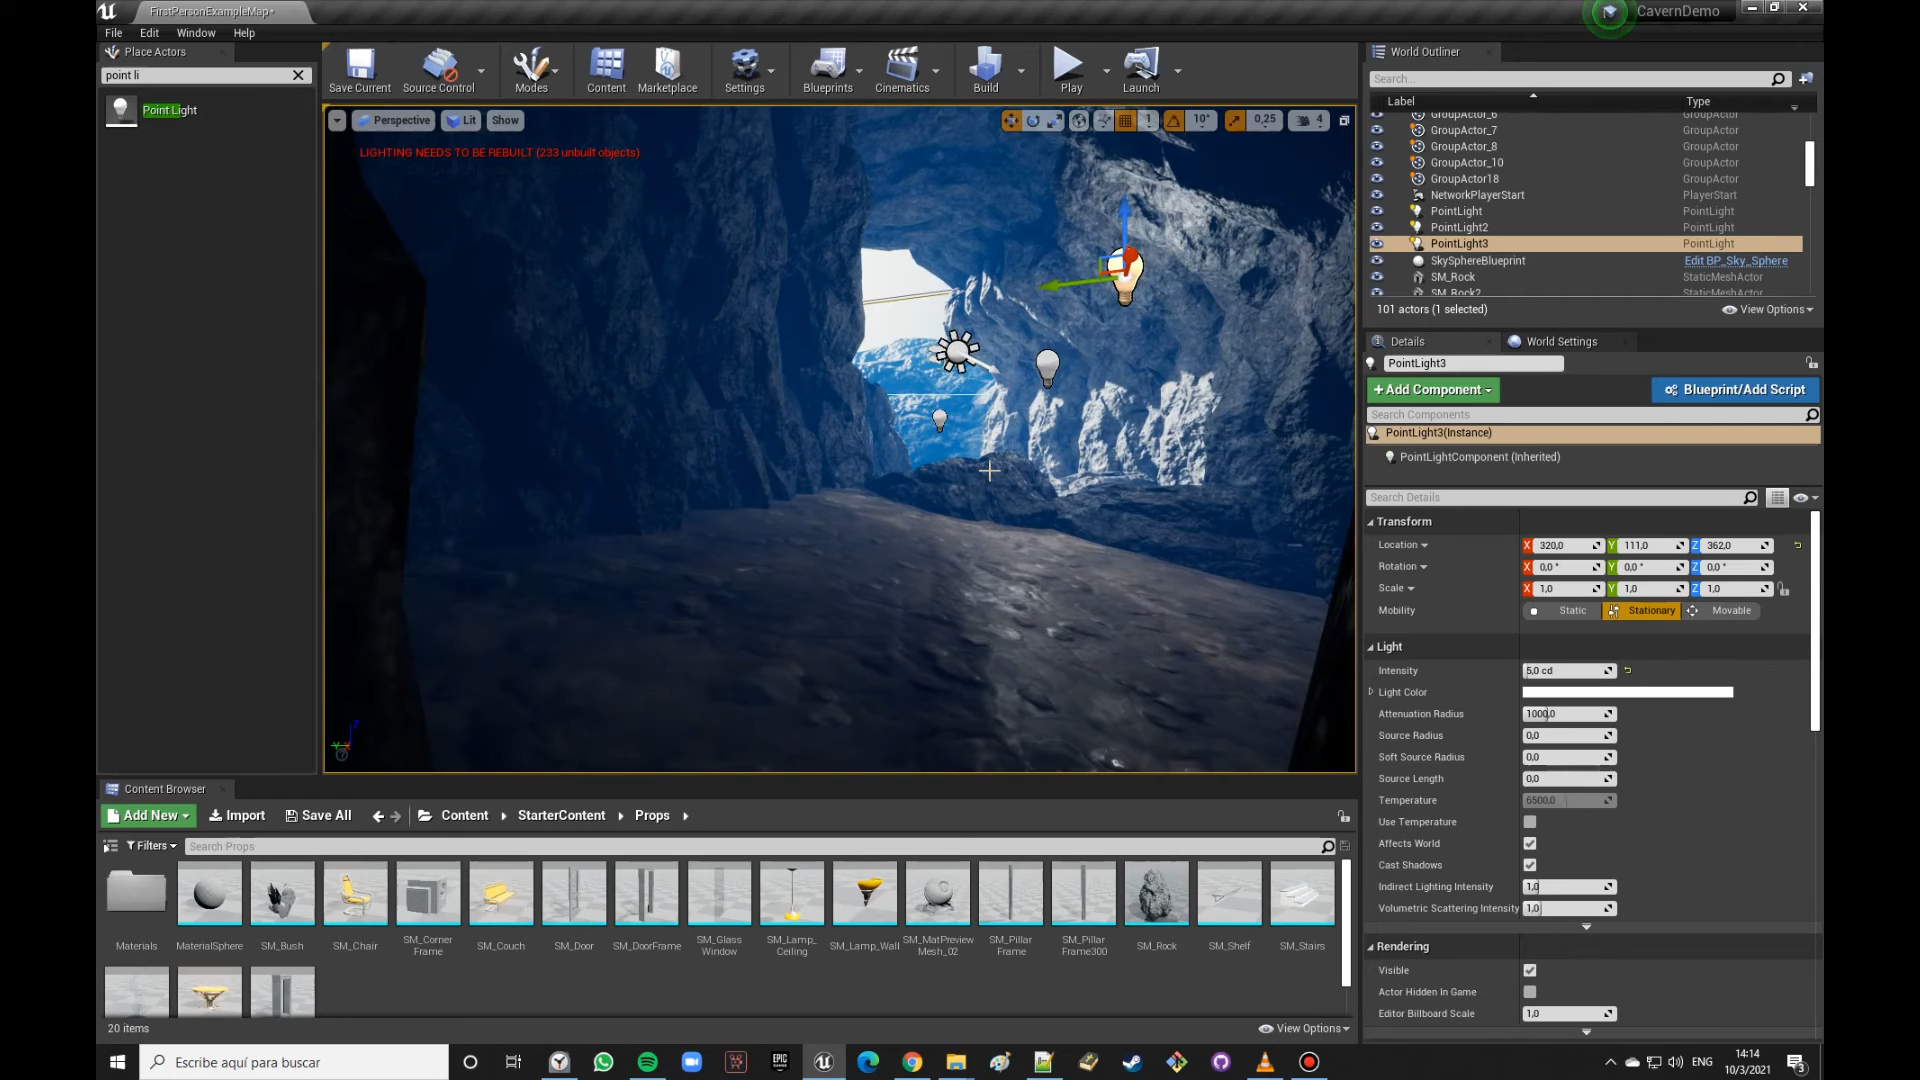 FirstPersonExampleMap*
CavernDemo
File Edit Window Help
Place Actors
point li
Point Light
Save Current
Source Control
Modes
Content
Marketplace
Settings
Blueprints
Cinematics
Build
Play
Launch
Perspective
Lit
Show
1
10°
0,25
4
LIGHTING NEEDS TO BE REBUILT (233 unbuilt objects)
World Outliner
Search...
Label Type
GroupActor_6 GroupActor
GroupActor_7 GroupActor
GroupActor_8 GroupActor
GroupActor_10 GroupActor
GroupActor18 GroupActor
NetworkPlayerStart PlayerStart
PointLight PointLight
PointLight2 PointLight
PointLight3 PointLight
SkySphereBlueprint Edit BP_Sky_Sphere
SM_Rock StaticMeshActor
SM_Rock2 StaticMeshActor
101 actors (1 selected)
View Options
Details
World Settings
PointLight3
+Add Component
Blueprint/Add Script
Search Components
PointLight3(Instance)
PointLightComponent (Inherited)
Search Details
Transform
Location X 320,0 Y 111,0 Z 362,0
Rotation X 0,0 ° Y 0,0 ° Z 0,0 °
Scale X 1,0 Y 1,0 Z 1,0
Mobility Static Stationary Movable
Light
Intensity 5,0 cd
Light Color
Attenuation Radius 1000,0
Source Radius 0,0
Soft Source Radius 0,0
Source Length 0,0
Temperature 6500,0
Use Temperature
Affects World
Cast Shadows
Indirect Lighting Intensity 1,0
Volumetric Scattering Intensity 1,0
Rendering
Visible
Actor Hidden In Game
Editor Billboard Scale 1,0
Content Browser
Add New
Import
Save All
Content
StarterContent
Props
Filters
Search Props
Materials
MaterialSphere
SM_Bush
SM_Chair
SM_Corner
Frame
SM_Couch
SM_Door
SM_DoorFrame
SM_Glass
Window
SM_Lamp_
Ceiling
SM_Lamp_Wall
SM_MatPreview
Mesh_02
SM_Pillar
Frame
SM_Pillar
Frame300
SM_Rock
SM_Shelf
SM_Stairs
20 items
View Options
Escribe aquí para buscar
EPIC
ENG
14:14
10/3/2021
3